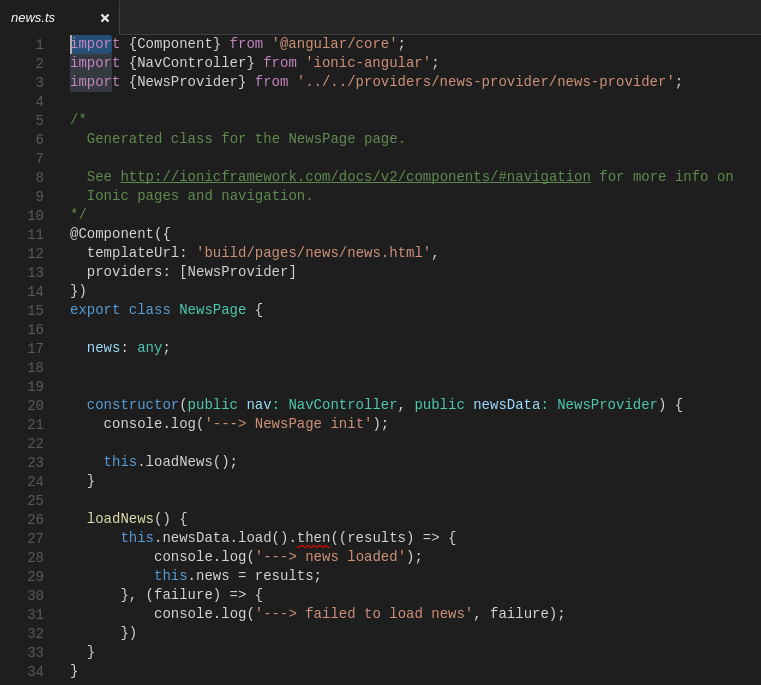 news.ts ×
1 import {Component} from '@angular/core';
2 import {NavController} from 'ionic-angular';
3 import {NewsProvider} from '../../providers/news-provider/news-provider';
4
5 /*
6   Generated class for the NewsPage page.
7
8   See http://ionicframework.com/docs/v2/components/#navigation for more info on
9   Ionic pages and navigation.
10 */
11 @Component({
12   templateUrl: 'build/pages/news/news.html',
13   providers: [NewsProvider]
14 })
15 export class NewsPage {
16
17   news: any;
18
19
20   constructor(public nav: NavController, public newsData: NewsProvider) {
21     console.log('---> NewsPage init');
22
23     this.loadNews();
24   }
25
26   loadNews() {
27       this.newsData.load().then((results) => {
28           console.log('---> news loaded');
29           this.news = results;
30       }, (failure) => {
31           console.log('---> failed to load news', failure);
32       })
33   }
34 }